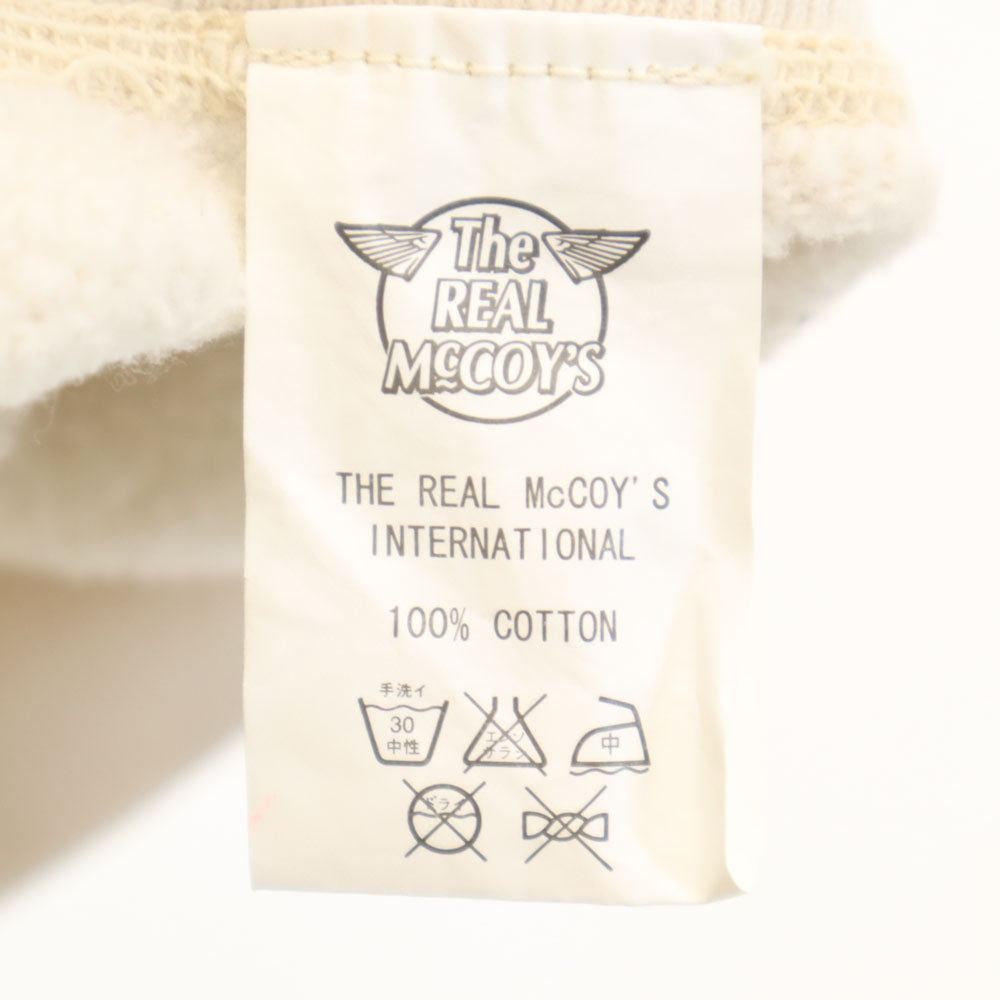 The
REAL
McCOY'S
THE REAL McCOY'S
INTERNATIONAL
100% COTTON
手洗イ
30
中性
エンソ
サラシ
中
ドライ